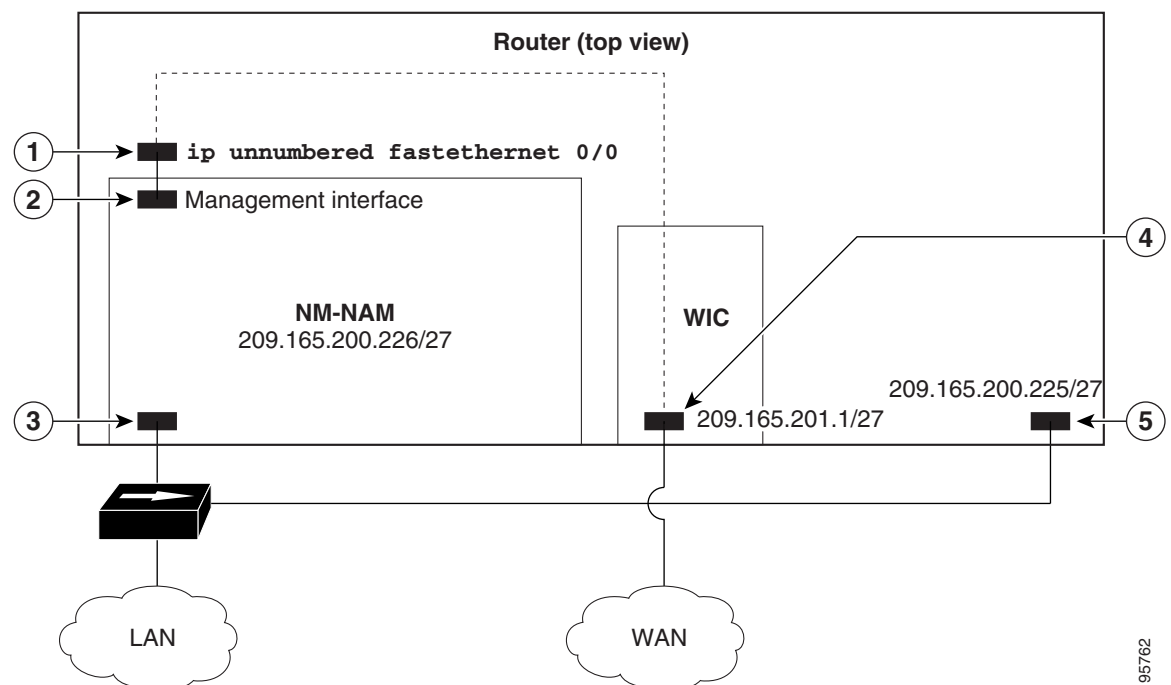 Router (top view)
1
ip unnumbered fastethernet 0/0
2
Management interface
4
NM-NAM
209.165.200.226/27
WIC
209.165.200.225/27
3
209.165.201.1/27
5
LAN
WAN
95762